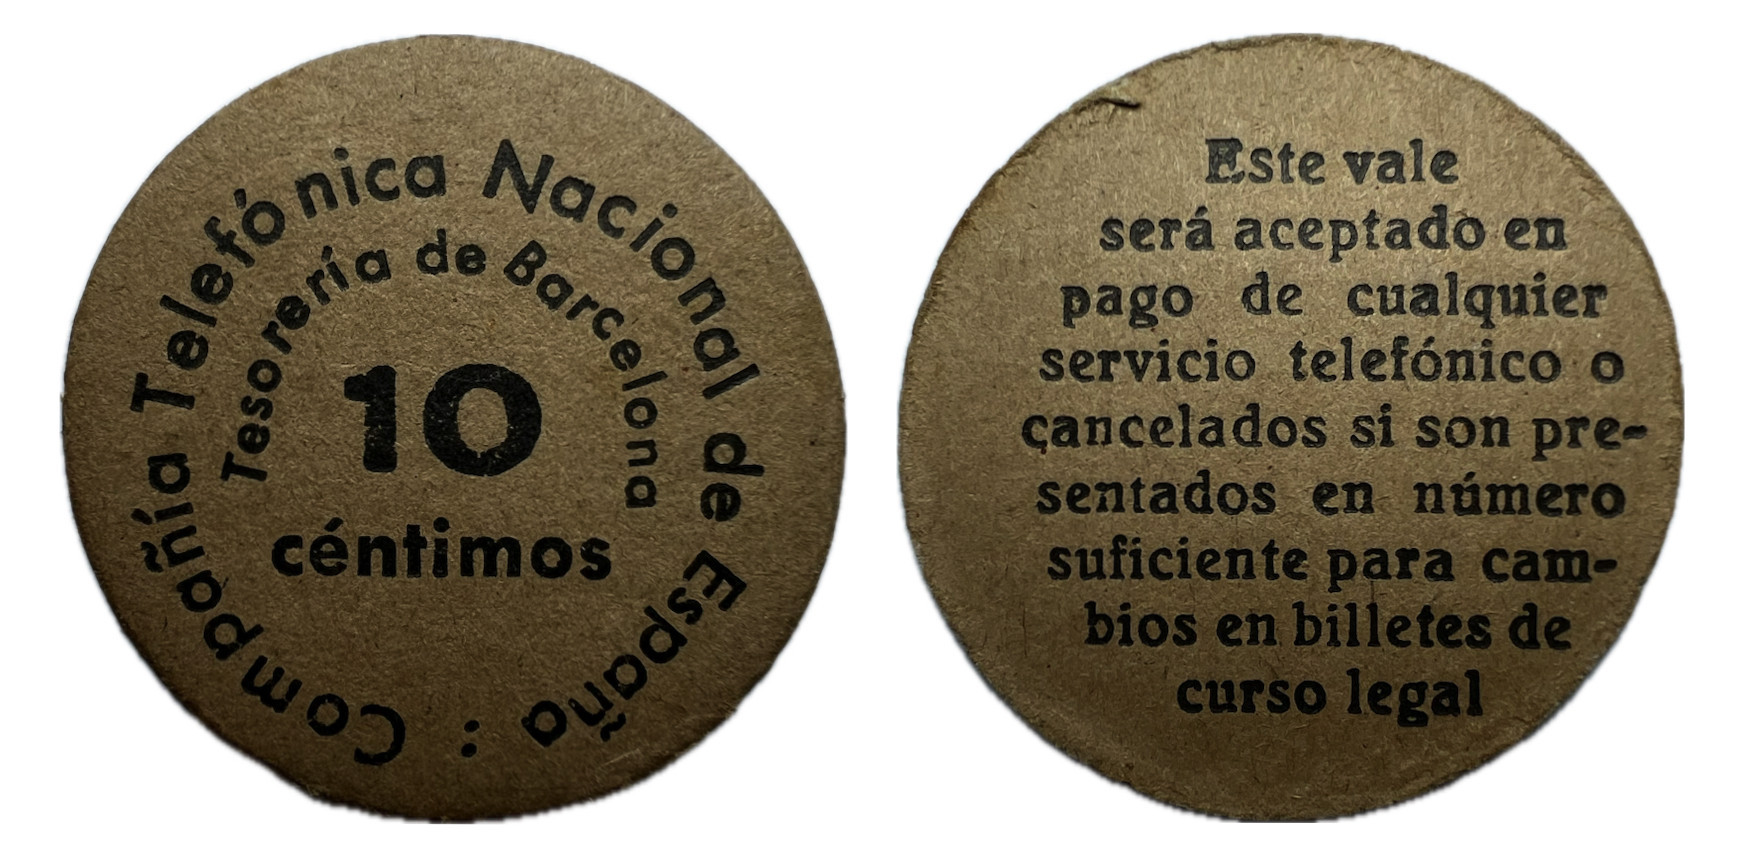 Compañía Telefónica Nacional de España :
Tesorería de Barcelona
10
céntimos
Este vale
será aceptado en
pago de cualquier
servicio telefónico o
cancelados si son pre-
sentados en número
suficiente para cam-
bios en billetes de
curso legal